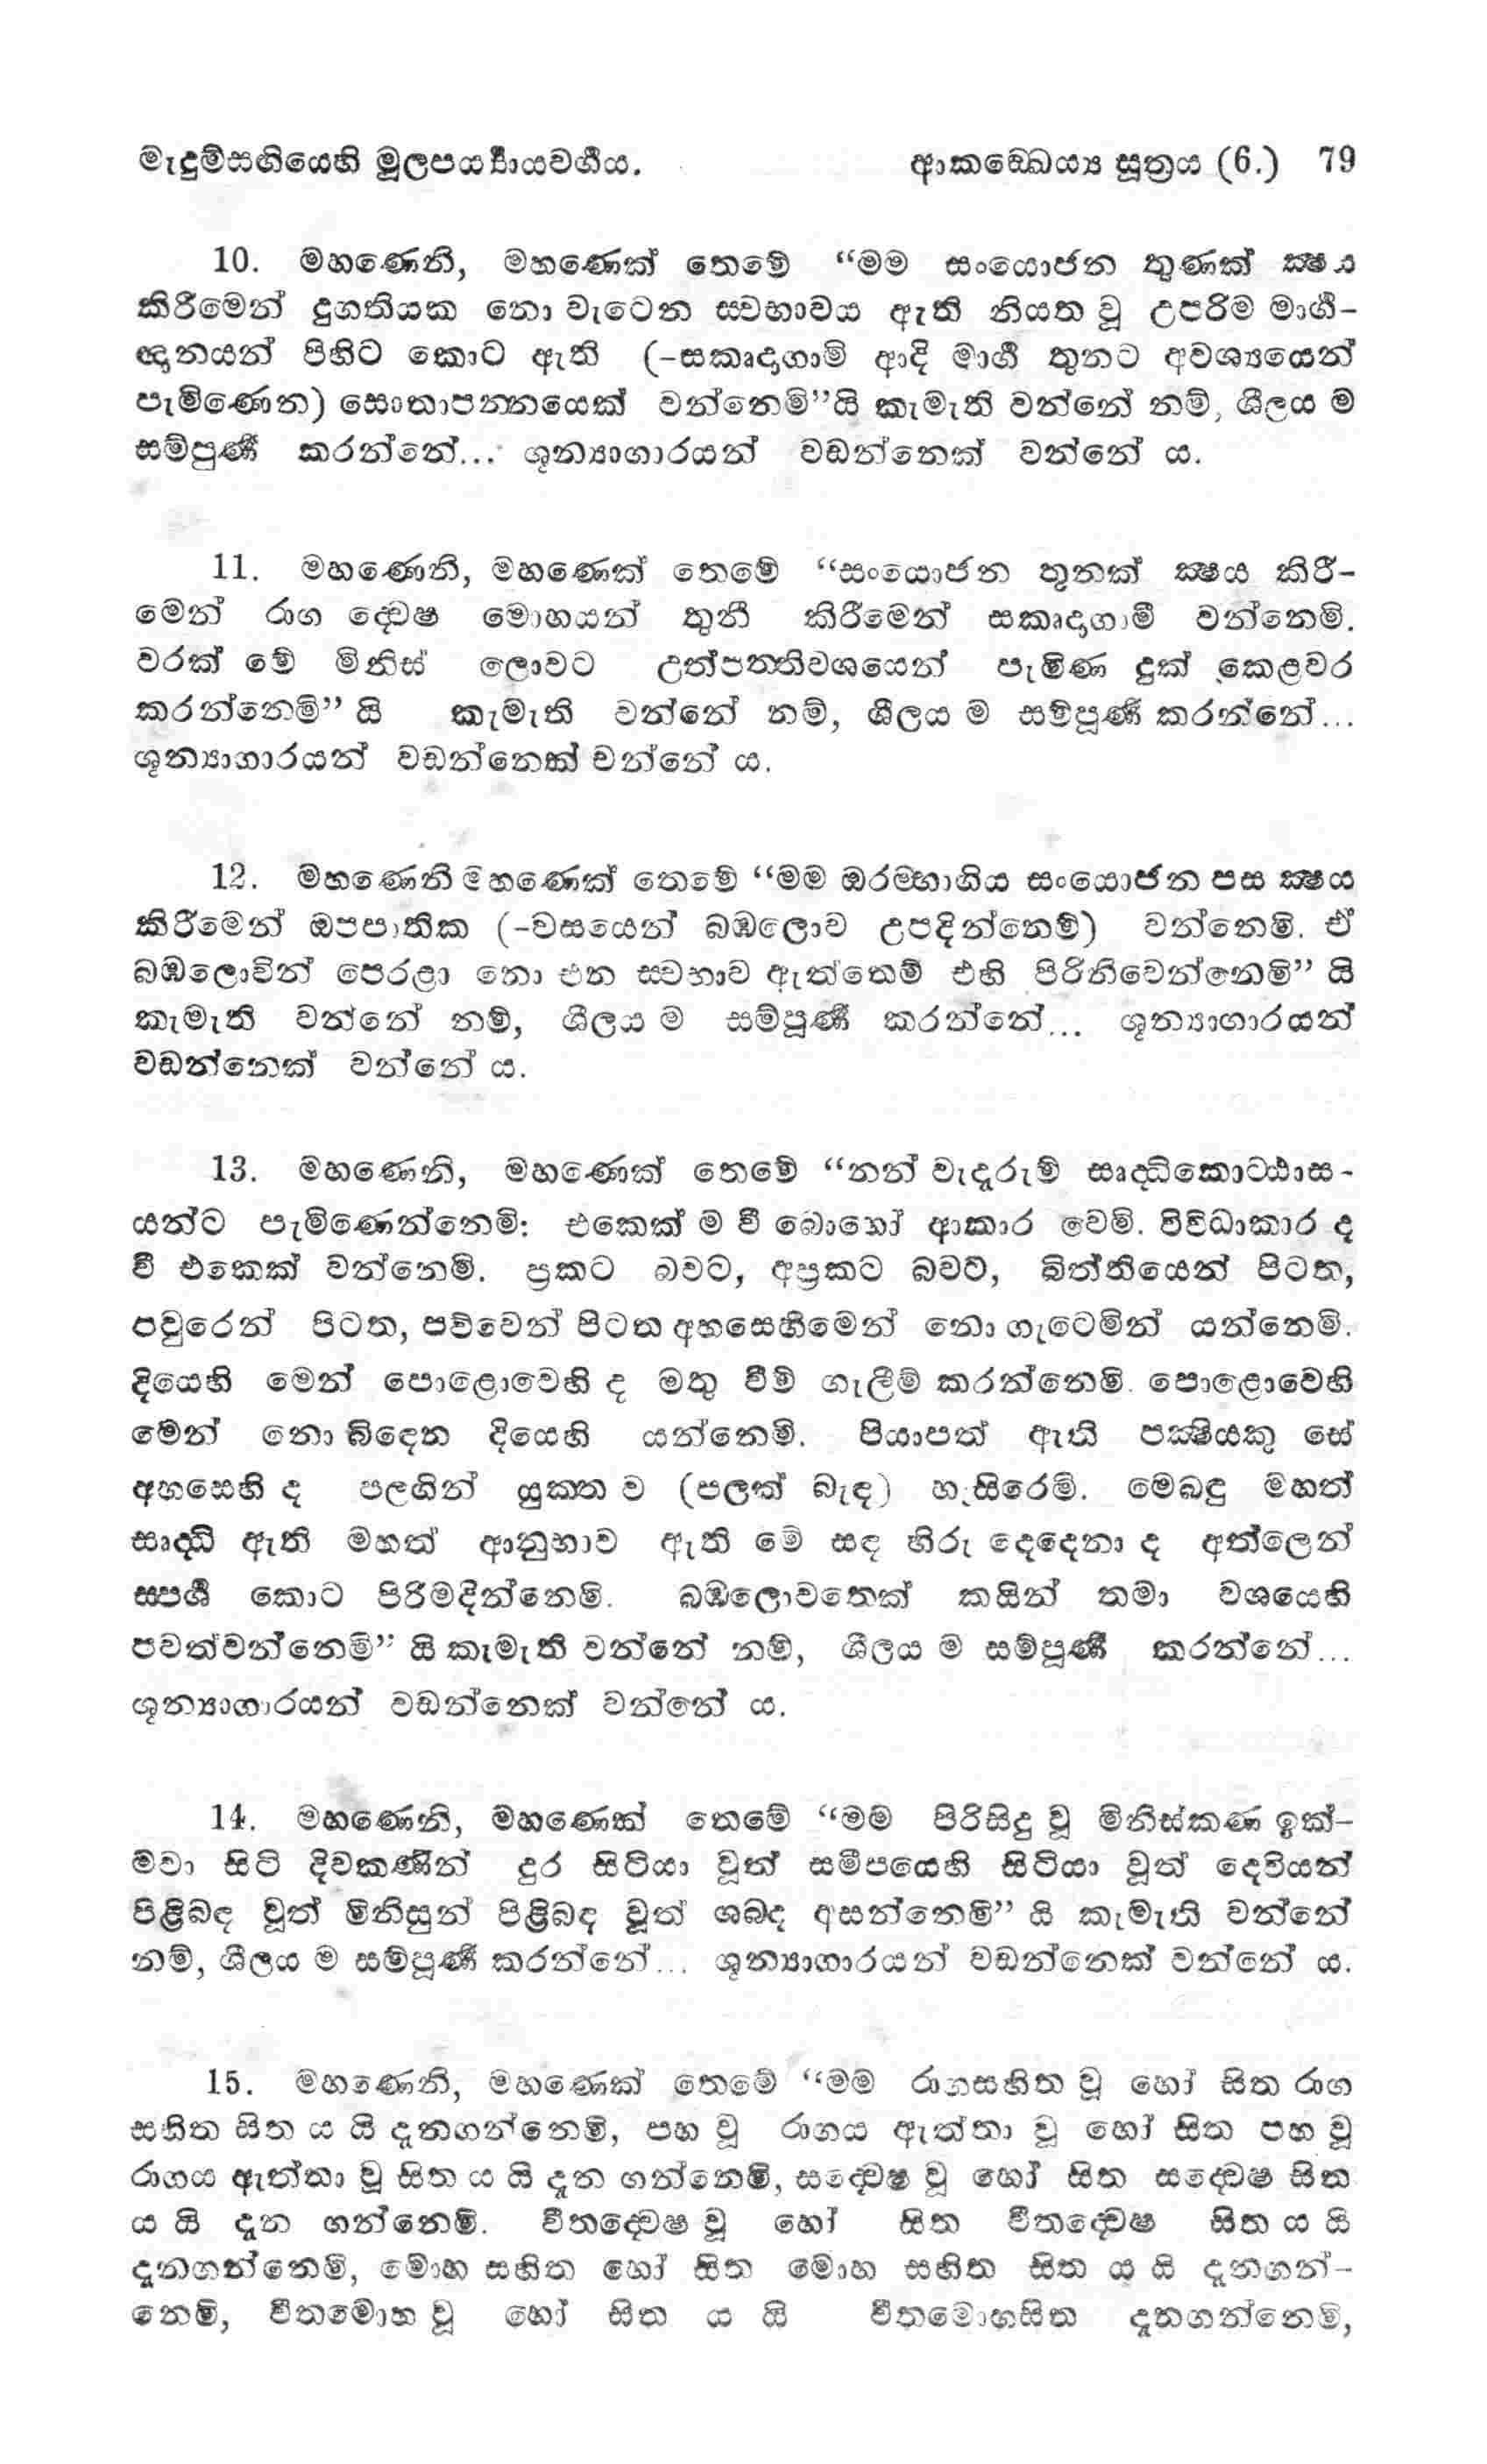 මැදුම්සඟියෙහි මූලපර්‍ය්‍යායවර්‍ගය. ආකඞ්ඛෙය්‍ය සූත්‍රය (6.) 79
10. මහණෙනි, මහණෙක් තෙමේ “මම සංයොජන තුණක් ක්‍ෂය
කිරීමෙන් දුගතියක නො වැටෙන ස්වභාවය ඇති නියත වූ උපරිම මාර්‍ග-
ඥානයන් පිහිට කොට ඇති (-සකෘදාගාමි ආදි මාර්‍ග තුනට අවශ්‍යයෙන්
පැමිණෙන) සොතාපන්නයෙක් වන්නෙමි”යි කැමැති වන්නේ නම්, ශීලය ම
සම්පුර්‍ණ කරන්නේ... ශූන්‍යාගාරයන් වඩන්නෙක් වන්නේ ය.
11. මහණෙනි, මහණෙක් තෙමේ “සංයොජන තුනක් ක්‍ෂය කිරී-
මෙන් රාග ද්වෙෂ මොහයන් තුනී කිරීමෙන් සකෘදාගාමී වන්නෙමි.
වරක් මේ මිනිස් ලොවට උත්පත්තිවශයෙන් පැමිණ දුක් කෙළවර
කරන්නෙමි” යි කැමැති වන්නේ නම්, ශීලය ම සම්පූර්‍ණ කරන්නේ...
ශූන්‍යාගාරයන් වඩන්නෙක් වන්නේ ය.
12. මහණෙනි මහණෙක් තෙමේ “මම ඔරම්භාගිය සංයොජන පස ක්‍ෂය
කිරීමෙන් ඔපපාතික (-වසයෙන් බඹලොව උපදින්නෙම්) වන්නෙමි. ඒ
බඹලොවින් පෙරළා නො එන ස්වභාව ඇත්තෙම් එහි පිරිනිවෙන්නෙමි” යි
කැමැති වන්නේ නම්, ශීලය ම සම්පූර්‍ණ කරන්නේ... ශූන්‍යාගාරයන්
වඩන්නෙක් වන්නේ ය.
13. මහණෙනි, මහණෙක් තෙමේ “නන් වැදෑරුම් සෘද්ධිකොට්ඨාස-
යන්ට පැමිණෙන්නෙමි: එකෙක් ම වී බොහෝ ආකාර වෙම්. විවිධාකාර ද
වී එකෙක් වන්නෙමි. ප්‍රකට බවට, අප්‍රකට බවට, බිත්තියෙන් පිටත,
පවුරෙන් පිටත, පව්වෙන් පිටත අහසෙහිමෙන් නො ගැටෙමින් යන්නෙමි.
දියෙහි මෙන් පොළොවෙහි ද මතු වීම් ගැලීම් කරන්නෙමි. පොළොවෙහි
මෙන් නො බිඳෙන දියෙහි යන්නෙමි. පියාපත් ඇති පක්‍ෂියකු සේ
අහසෙහි ද පලඟින් යුක්ත ව (පලක් බැඳ) හැසිරෙමි. මෙබඳු මහත්
සෘද්ධි ඇති මහත් ආනුභාව ඇති මේ සඳ හිරු දෙදෙනා ද අත්ලෙන්
ස්පර්‍ශ කොට පිරිමදින්නෙමි. බඹලොවතෙක් කයින් තමා වශයෙහි
පවත්වන්නෙමි” යි කැමැති වන්නේ නම්, ශීලය ම සම්පූර්‍ණ කරන්නේ...
ශූන්‍යාගාරයන් වඩන්නෙක් වන්නේ ය.
14. මහණෙනි, මහණෙක් තෙමේ “මම පිරිසිදු වූ මිනිස්කණ ඉක්-
මවා සිටි දිවකණින් දුර සිටියා වූත් සමීපයෙහි සිටියා වූත් දෙවියන්
පිළිබඳ වූත් මිනිසුන් පිළිබඳ වූත් ශබ්ද අසන්නෙමි” යි කැමැති වන්නේ
නම්, ශීලය ම සම්පූර්‍ණ කරන්නේ... ශූන්‍යාගාරයන් වඩන්නෙක් වන්නේ ය.
15. මහණෙනි, මහණෙක් තෙමේ “මම රාගසහිත වූ හෝ සිත රාග
සහිත සිත ය යි දැනගන්නෙමි, පහ වූ රාගය ඇත්තා වූ හෝ සිත පහ වූ
රාගය ඇත්තා වූ සිත ය යි දැන ගන්නෙමි, සද්වෙෂ වූ හෝ සිත සද්වෙෂ සිත
ය යි දැන ගන්නෙමි. වීතද්වෙෂ වූ හෝ සිත වීතද්වෙෂ සිත ය යි
දැනගන්නෙමි, මොහ සහිත හෝ සිත මොහ සහිත සිත ය යි දැනගන්-
නෙමි, වීතමොහ වූ හෝ සිත ය යි වීතමොහසිත දැනගන්නෙමි,